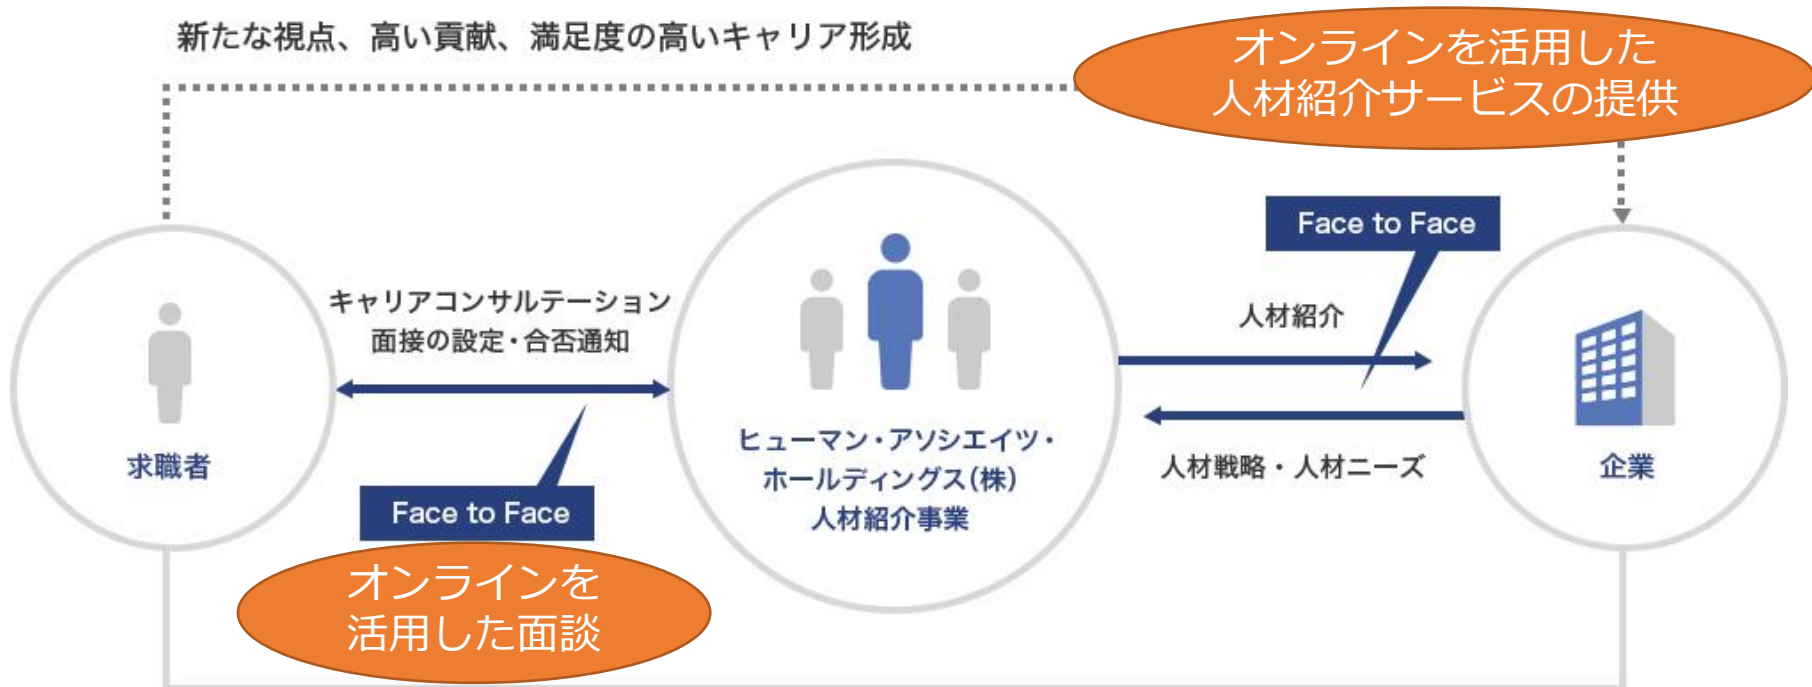 新たな視点、高い貢献、満足度の高いキャリア形成
オンラインを活用した
人材紹介サービスの提供
Face to Face
キャリアコンサルテーション
面接の設定・合否通知
人材紹介
求職者
ヒューマン・アソシエイツ・
ホールディングス(株)
人材紹介事業
人材戦略・人材ニーズ
企業
Face to Face
オンラインを
活用した面談